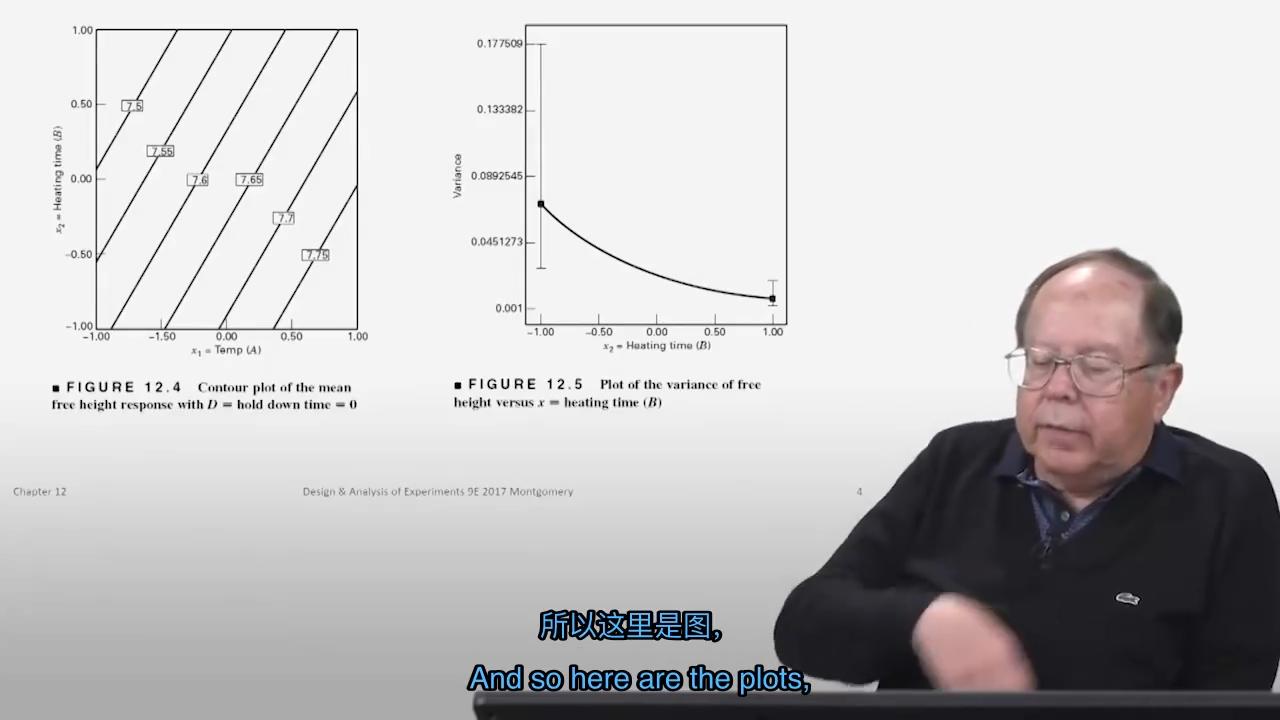 1.00
0.50
0.00
−0.50
−1.00
x₂ = Heating time (B)
7.5
7.55
7.6
7.65
7.7
7.75
−1.00 −1.50 0.00 0.50 1.00
x₁ = Temp (A)
■ FIGURE 12.4 Contour plot of the mean
free height response with D = hold down time = 0
0.177509
0.133382
0.0892545
0.0451273
0.001
Variance
−1.00 −0.50 0.00 0.50 1.00
x₂ = Heating time (B)
■ FIGURE 12.5 Plot of the variance of free
height versus x = heating time (B)
Chapter 12
Design & Analysis of Experiments 9E 2017 Montgomery
4
所以这里是图,
And so here are the plots,